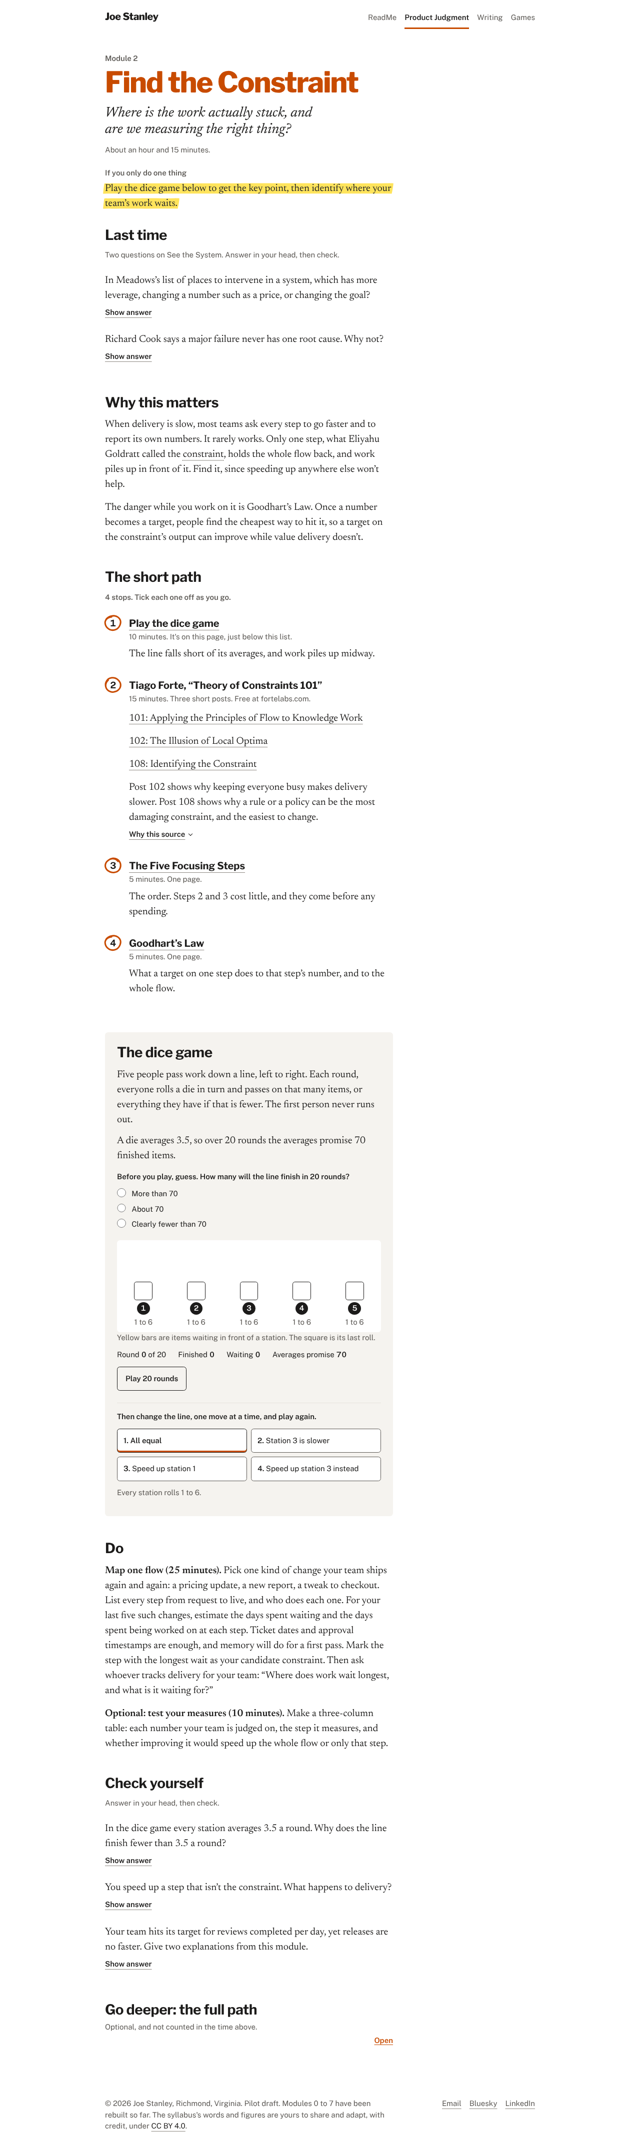 Joe Stanley
ReadMe Product Judgment Writing Games
Module 2
Find the Constraint
Where is the work actually stuck, and
are we measuring the right thing?
About an hour and 15 minutes.
If you only do one thing
Play the dice game below to get the key point, then identify where your
team’s work waits.
Last time
Two questions on See the System. Answer in your head, then check.
In Meadows’s list of places to intervene in a system, which has more
leverage, changing a number such as a price, or changing the goal?
Show answer
Richard Cook says a major failure never has one root cause. Why not?
Show answer
Why this matters
When delivery is slow, most teams ask every step to go faster and to
report its own numbers. It rarely works. Only one step, what Eliyahu
Goldratt called the constraint, holds the whole flow back, and work
piles up in front of it. Find it, since speeding up anywhere else won’t
help.
The danger while you work on it is Goodhart’s Law. Once a number
becomes a target, people find the cheapest way to hit it, so a target on
the constraint’s output can improve while value delivery doesn’t.
The short path
4 stops. Tick each one off as you go.
1 Play the dice game
10 minutes. It’s on this page, just below this list.
The line falls short of its averages, and work piles up midway.
2 Tiago Forte, “Theory of Constraints 101”
15 minutes. Three short posts. Free at fortelabs.com.
101: Applying the Principles of Flow to Knowledge Work
102: The Illusion of Local Optima
108: Identifying the Constraint
Post 102 shows why keeping everyone busy makes delivery
slower. Post 108 shows why a rule or a policy can be the most
damaging constraint, and the easiest to change.
Why this source
3 The Five Focusing Steps
5 minutes. One page.
The order. Steps 2 and 3 cost little, and they come before any
spending.
4 Goodhart’s Law
5 minutes. One page.
What a target on one step does to that step’s number, and to the
whole flow.
The dice game
Five people pass work down a line, left to right. Each round,
everyone rolls a die in turn and passes on that many items, or
everything they have if that is fewer. The first person never runs
out.
A die averages 3.5, so over 20 rounds the averages promise 70
finished items.
Before you play, guess. How many will the line finish in 20 rounds?
More than 70
About 70
Clearly fewer than 70
1 2 3 4 5
1 to 6 1 to 6 1 to 6 1 to 6 1 to 6
Yellow bars are items waiting in front of a station. The square is its last roll.
Round 0 of 20 Finished 0 Waiting 0 Averages promise 70
Play 20 rounds
Then change the line, one move at a time, and play again.
1. All equal 2. Station 3 is slower
3. Speed up station 1 4. Speed up station 3 instead
Every station rolls 1 to 6.
Do
Map one flow (25 minutes). Pick one kind of change your team ships
again and again: a pricing update, a new report, a tweak to checkout.
List every step from request to live, and who does each one. For your
last five such changes, estimate the days spent waiting and the days
spent being worked on at each step. Ticket dates and approval
timestamps are enough, and memory will do for a first pass. Mark the
step with the longest wait as your candidate constraint. Then ask
whoever tracks delivery for your team: “Where does work wait longest,
and what is it waiting for?”
Optional: test your measures (10 minutes). Make a three-column
table: each number your team is judged on, the step it measures, and
whether improving it would speed up the whole flow or only that step.
Check yourself
Answer in your head, then check.
In the dice game every station averages 3.5 a round. Why does the line
finish fewer than 3.5 a round?
Show answer
You speed up a step that isn’t the constraint. What happens to delivery?
Show answer
Your team hits its target for reviews completed per day, yet releases are
no faster. Give two explanations from this module.
Show answer
Go deeper: the full path
Optional, and not counted in the time above.
Open
© 2026 Joe Stanley, Richmond, Virginia. Pilot draft. Modules 0 to 7 have been
rebuilt so far. The syllabus’s words and figures are yours to share and adapt, with
credit, under CC BY 4.0.
Email Bluesky LinkedIn